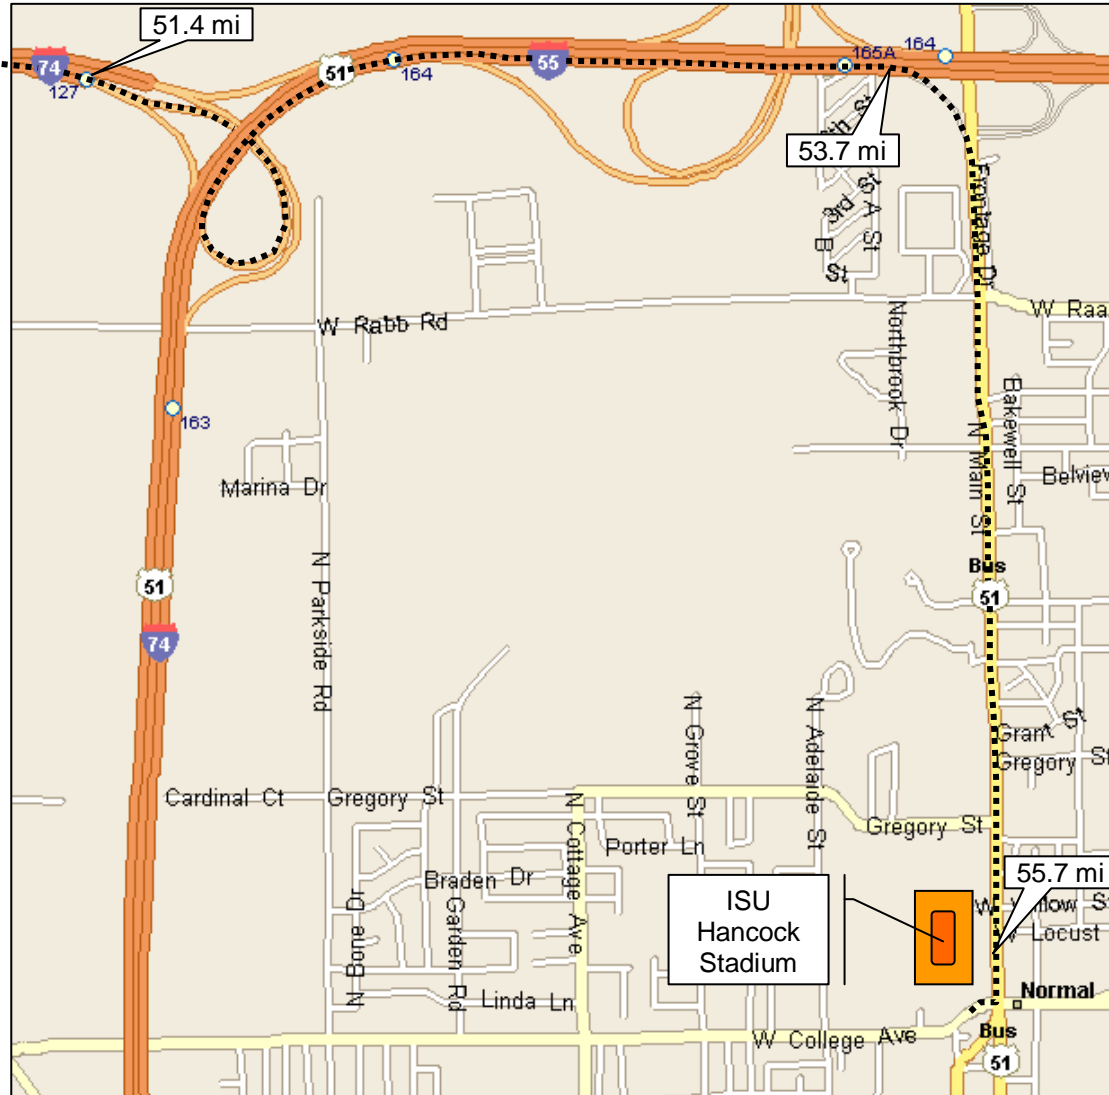 51.4 mi
74
127
51
164
55
165A
164
53.7 mi
3rd St
A St
B St
Frontage Dr
W Rabb Rd
W Raa
Northbrook Dr
163
Bakewell St
N Main St
Marina Dr
Belview
N Parkside Rd
Bus
51
51
74
N Grove St
N Adelaide St
Grant St
Gregory St
Cardinal Ct
Gregory St
N Cottage Ave
Gregory St
Porter Ln
Braden Dr
55.7 mi
ISU
Hancock
Stadium
W Willow St
W Locust
N Bone Dr
Garden Rd
Linda Ln
Normal
W College Ave
Bus
51